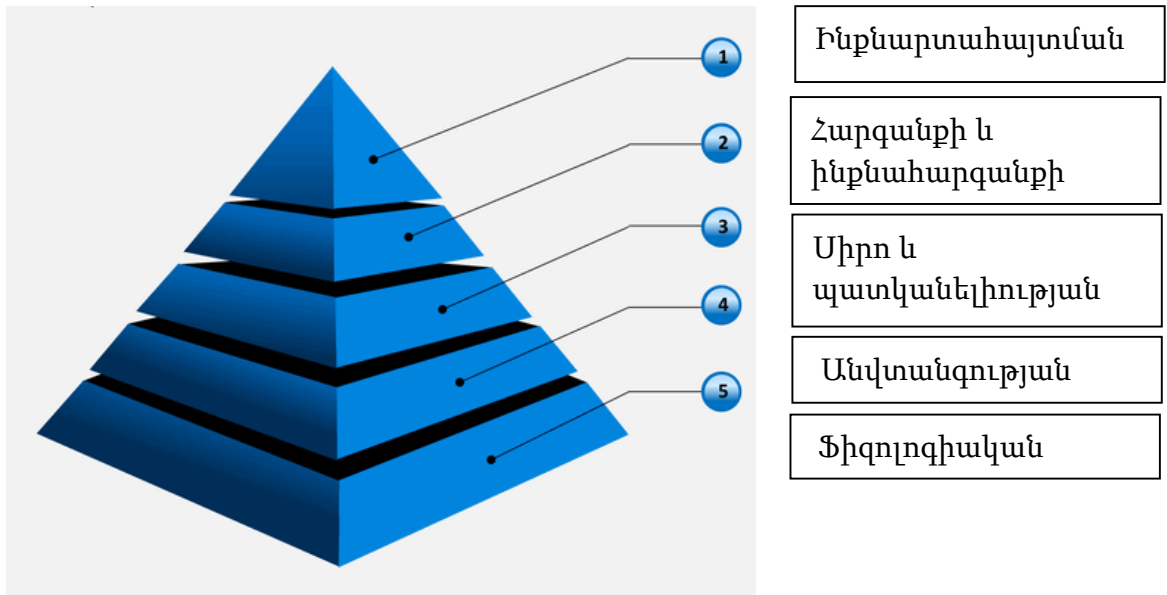 1
Ինքնարտահայտման
2
Հարգանքի և
ինքնահարգանքի
3
Սիրո և
պատկանելիության
4
Անվտանգության
5
Ֆիզոլոգիական